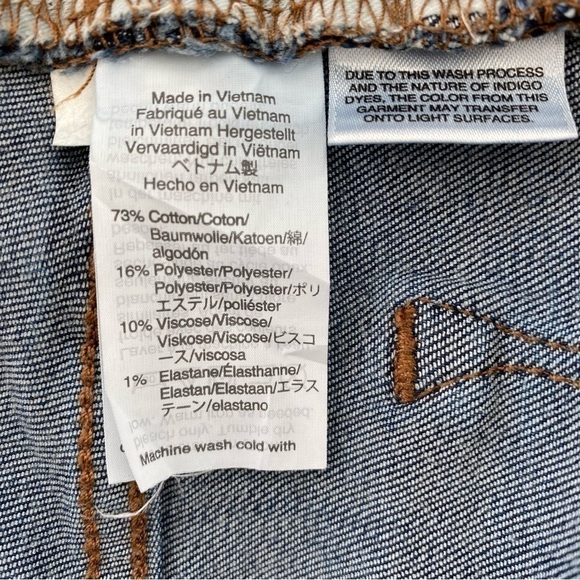 Made in Vietnam
Fabriqué au Vietnam
in Vietnam Hergestellt
Vervaardigd in Viëtnam
ベトナム製
Hecho en Vietnam
73% Cotton/Coton/
Baumwolle/Katoen/綿/
algodón
16% Polyester/Polyester/
Polyester/Polyester/ポリ
エステル/poliéster
10% Viscose/Viscose/
Viskose/Viscose/ビスコ
ース/viscosa
1% Elastane/Élasthanne/
Elastan/Elastaan/エラス
テーン/elastano
Machine wash cold with
DUE TO THIS WASH PROCESS
AND THE NATURE OF INDIGO
DYES, THE COLOR FROM THIS
GARMENT MAY TRANSFER
ONTO LIGHT SURFACES.